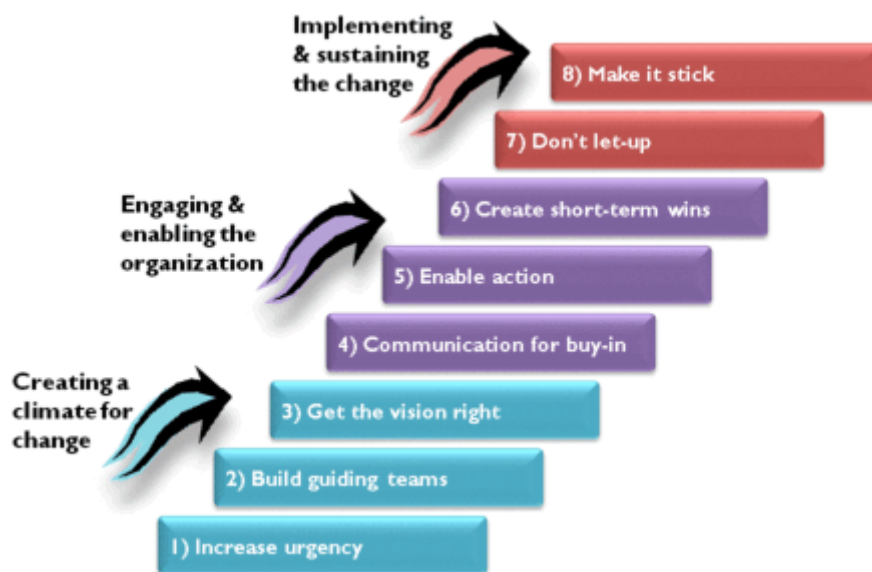 Implementing
& sustaining
the change
8) Make it stick
7) Don't let-up
Engaging &
enabling the
organization
6) Create short-term wins
5) Enable action
4) Communication for buy-in
Creating a
climate for
change
3) Get the vision right
2) Build guiding teams
1) Increase urgency